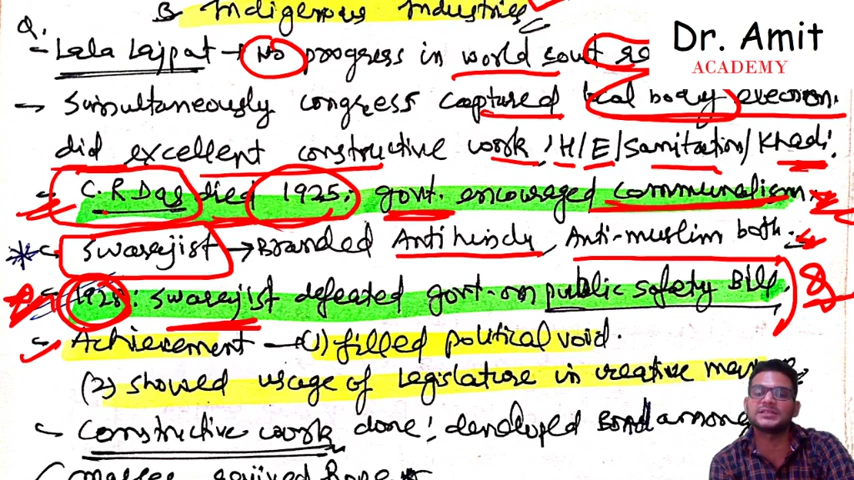 B Indigenous Industries
Q.
- Lala Lajpat → No progress in world
Dr. Amit
ACADEMY
→ Simultaneously congress captured local body election.
did excellent constructive work, H/E/Sanitation/Khadi.
C.R Das died 1925. govt. encouraged communalism
* Swarajist → Branded Anti hindu, Anti-muslim both.
1928: Swarajist defeated govt. on public safety Bill.
Achievement → (1) filled political void.
(2) showed usage of Legislature in creative
Constructive work done: developed bond among
masses